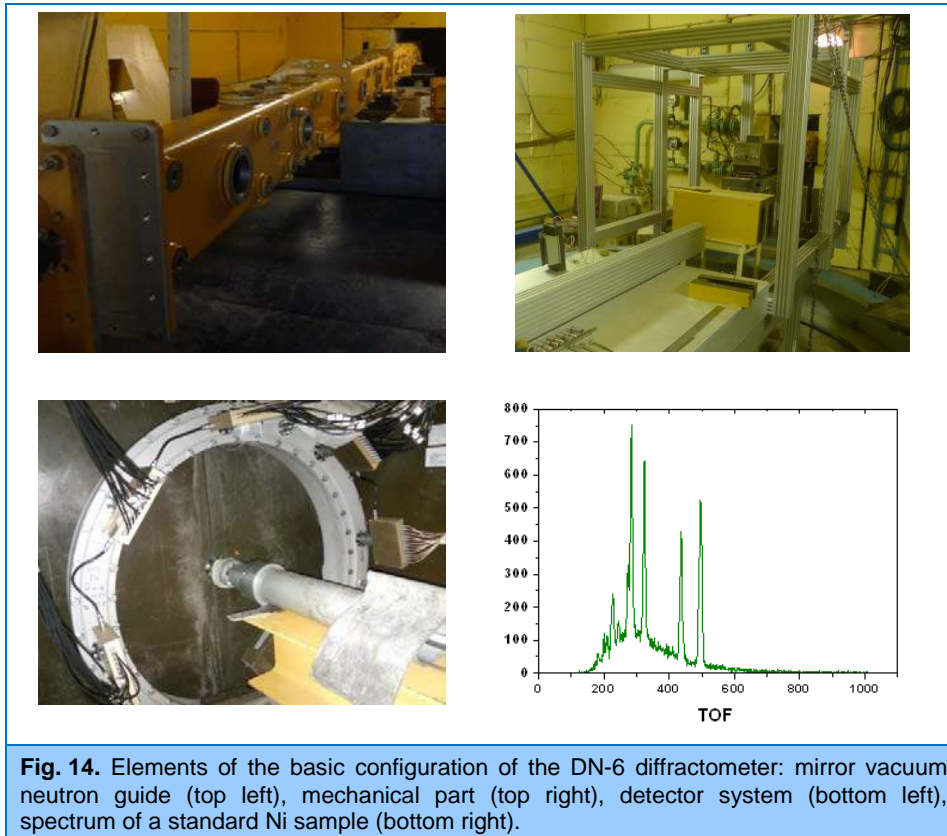 800
700
600
500
400
300
200
100
0
0 200 400 600 800 1000
TOF
Fig. 14. Elements of the basic configuration of the DN-6 diffractometer: mirror vacuum
neutron guide (top left), mechanical part (top right), detector system (bottom left),
spectrum of a standard Ni sample (bottom right).